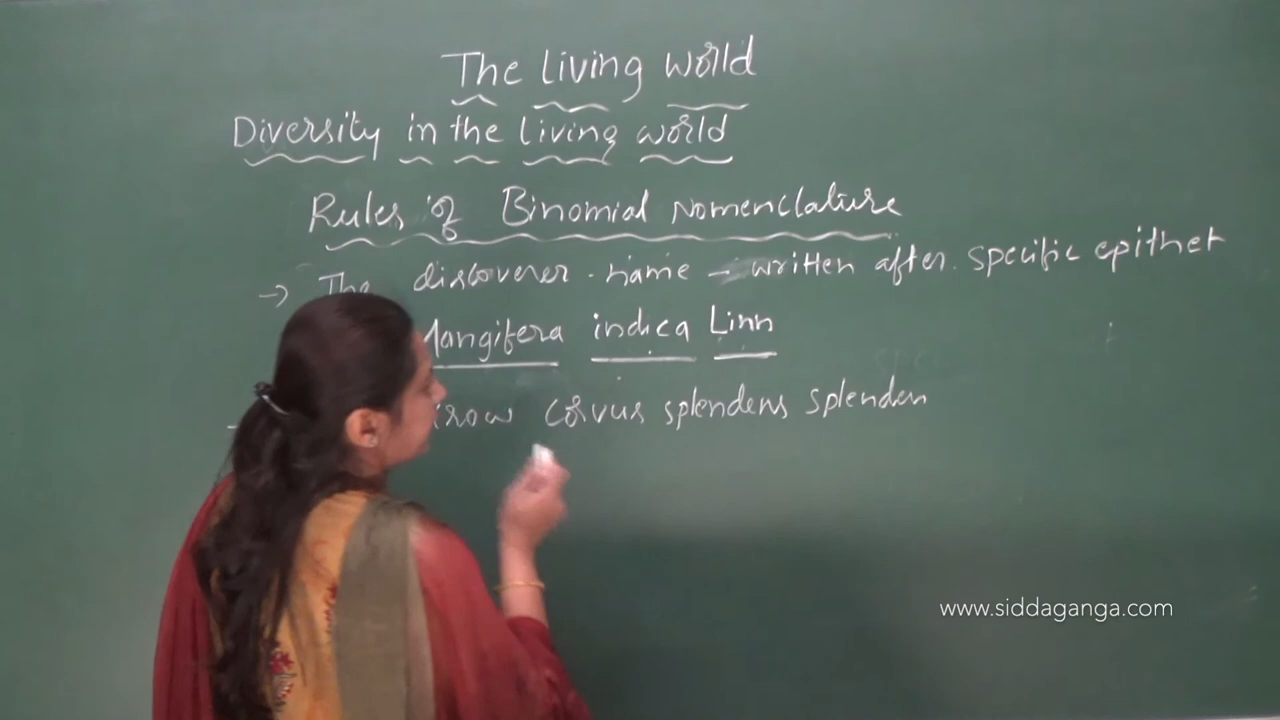 The living world
Diversity in the living world
Rules of Binomial Nomenclature
→ The discoverer name → written after specific epithet
Mangifera indica Linn
corvus splendens splenden
www.siddaganga.com